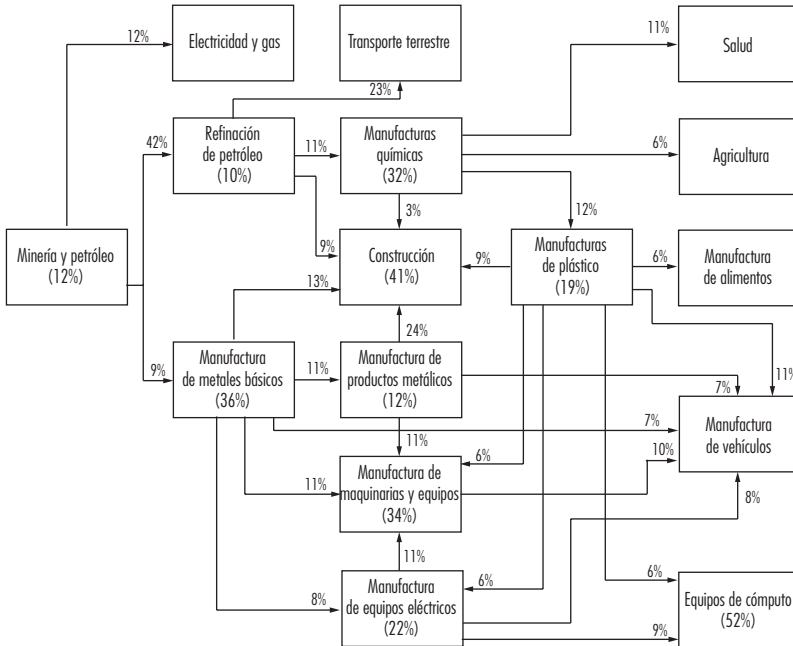 12%
Electricidad y gas
Transporte terrestre
11%
Salud
23%
42%
Refinación
de petróleo
(10%)
11%
Manufacturas
químicas
(32%)
6%
Agricultura
3%
12%
Minería y petróleo
(12%)
9%
Construcción
(41%)
9%
Manufacturas
de plástico
(19%)
6%
Manufactura
de alimentos
13%
24%
9%
Manufactura
de metales básicos
(36%)
11%
Manufactura de
productos metálicos
(12%)
7%
11%
Manufactura
de vehículos
11%
7%
11%
Manufactura de
maquinarias y equipos
(34%)
6%
10%
8%
11%
8%
Manufactura
de equipos eléctricos
(22%)
6%
6%
9%
Equipos de cómputo
(52%)